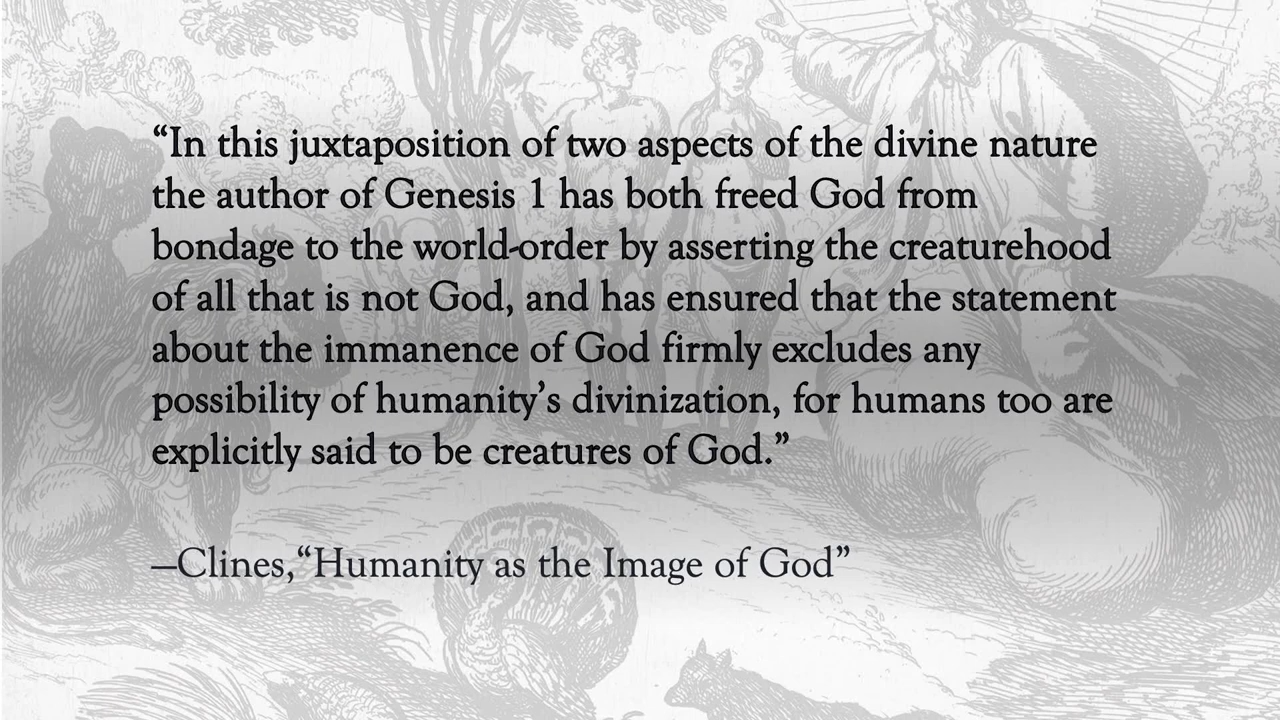 “In this juxtaposition of two aspects of the divine nature
the author of Genesis 1 has both freed God from
bondage to the world-order by asserting the creaturehood
of all that is not God, and has ensured that the statement
about the immanence of God firmly excludes any
possibility of humanity’s divinization, for humans too are
explicitly said to be creatures of God.”
—Clines,“Humanity as the Image of God”